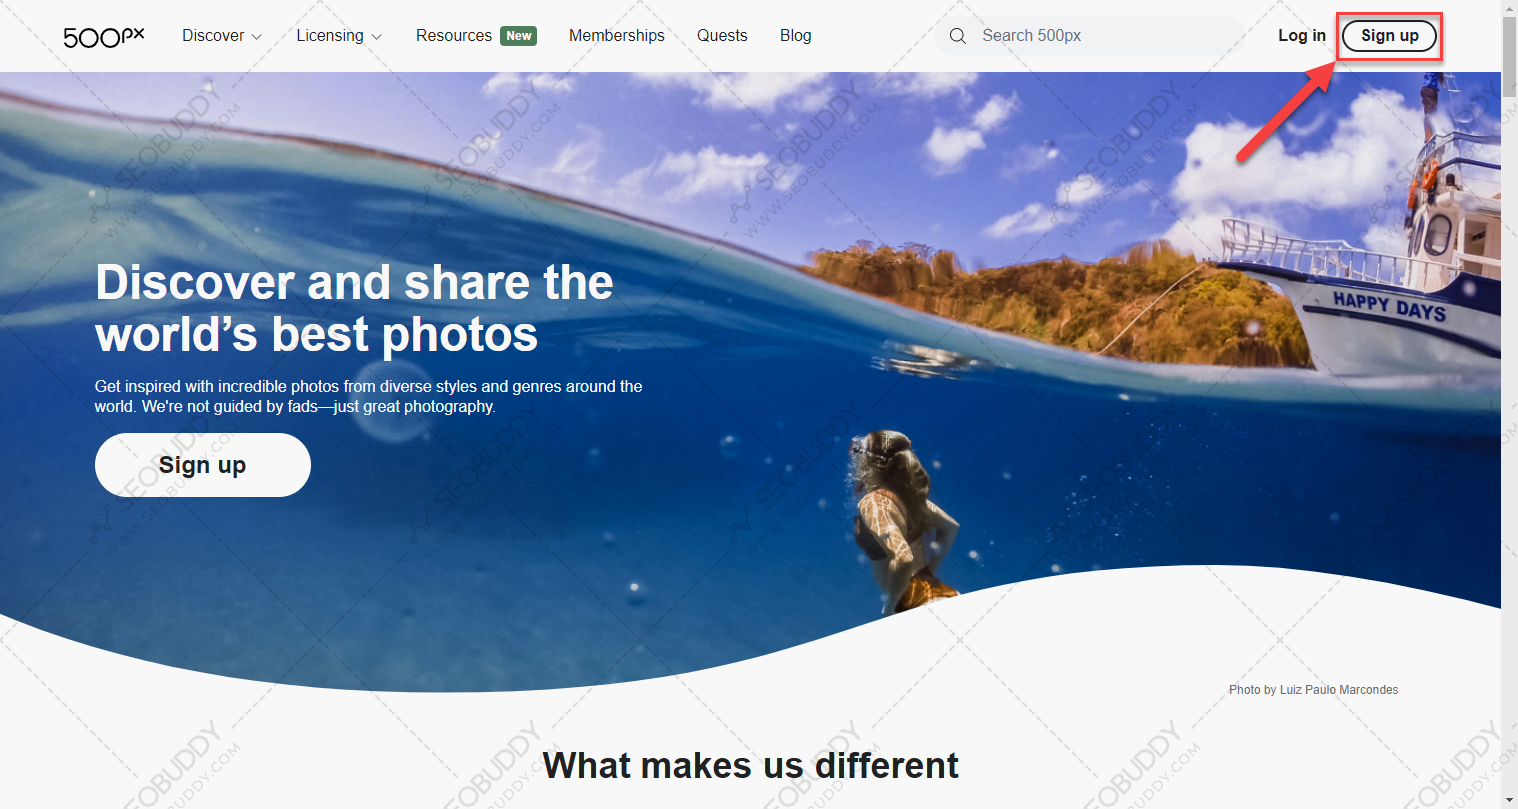 500px
Discover
Licensing
Resources New
Memberships
Quests
Blog
Search 500px
Log in
Sign up
HAPPY DAYS
Discover and share the
world’s best photos
Get inspired with incredible photos from diverse styles and genres around the
world. We're not guided by fads—just great photography.
Sign up
Photo by Luiz Paulo Marcondes
What makes us different
SEOBUDDY
WWW.SEOBUDDY.COM